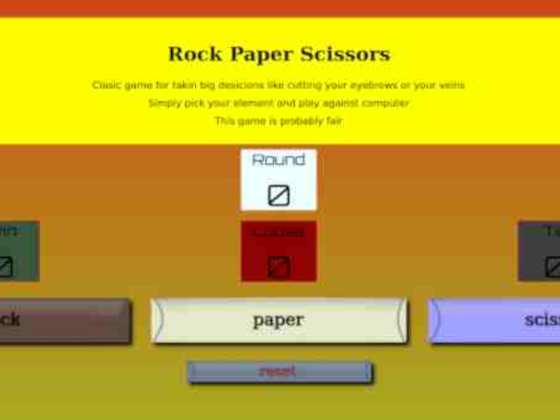 Rock Paper Scissors
Clasic game for takin big desicions like cutting your eyebrows or your veins
Simply pick your element and play against computer
This game is probably fair
Round
paper
reset